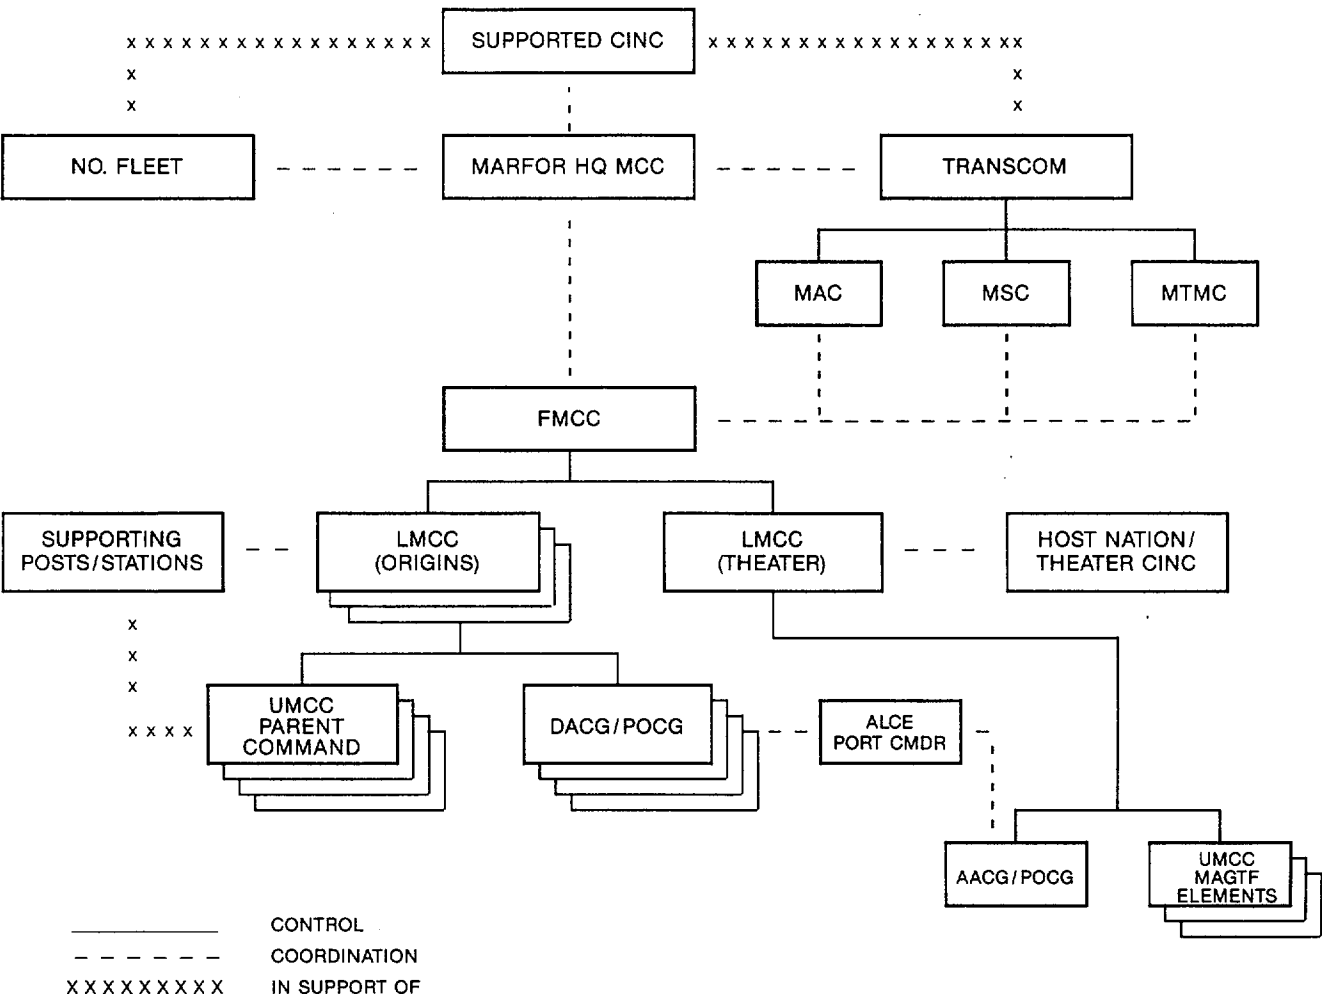 SUPPORTED CINC
NO. FLEET
MARFOR HQ MCC
TRANSCOM
MAC
MSC
MTMC
FMCC
SUPPORTING
POSTS/STATIONS
LMCC
(ORIGINS)
LMCC
(THEATER)
HOST NATION/
THEATER CINC
UMCC
PARENT
COMMAND
DACG/POCG
ALCE
PORT CMDR
AACG/POCG
UMCC
MAGTF
ELEMENTS
CONTROL
COORDINATION
XXXXXXXXX IN SUPPORT OF